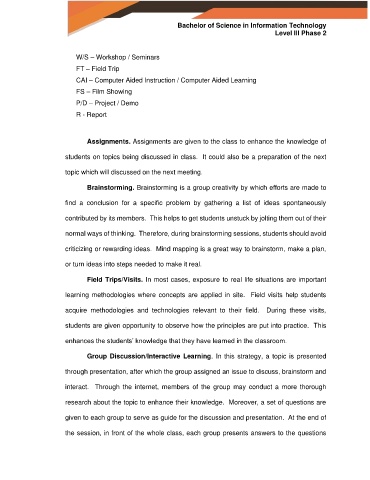 Bachelor of Science in Information Technology
Level III Phase 2
W/S – Workshop / Seminars
FT – Field Trip
CAI – Computer Aided Instruction / Computer Aided Learning
FS – Film Showing
P/D – Project / Demo
R - Report
Assignments. Assignments are given to the class to enhance the knowledge of
students on topics being discussed in class. It could also be a preparation of the next
topic which will discussed on the next meeting.
Brainstorming. Brainstorming is a group creativity by which efforts are made to
find a conclusion for a specific problem by gathering a list of ideas spontaneously
contributed by its members. This helps to get students unstuck by jolting them out of their
normal ways of thinking. Therefore, during brainstorming sessions, students should avoid
criticizing or rewarding ideas. Mind mapping is a great way to brainstorm, make a plan,
or turn ideas into steps needed to make it real.
Field Trips/Visits. In most cases, exposure to real life situations are important
learning methodologies where concepts are applied in site. Field visits help students
acquire methodologies and technologies relevant to their field. During these visits,
students are given opportunity to observe how the principles are put into practice. This
enhances the students' knowledge that they have learned in the classroom.
Group Discussion/Interactive Learning. In this strategy, a topic is presented
through presentation, after which the group assigned an issue to discuss, brainstorm and
interact. Through the internet, members of the group may conduct a more thorough
research about the topic to enhance their knowledge. Moreover, a set of questions are
given to each group to serve as guide for the discussion and presentation. At the end of
the session, in front of the whole class, each group presents answers to the questions